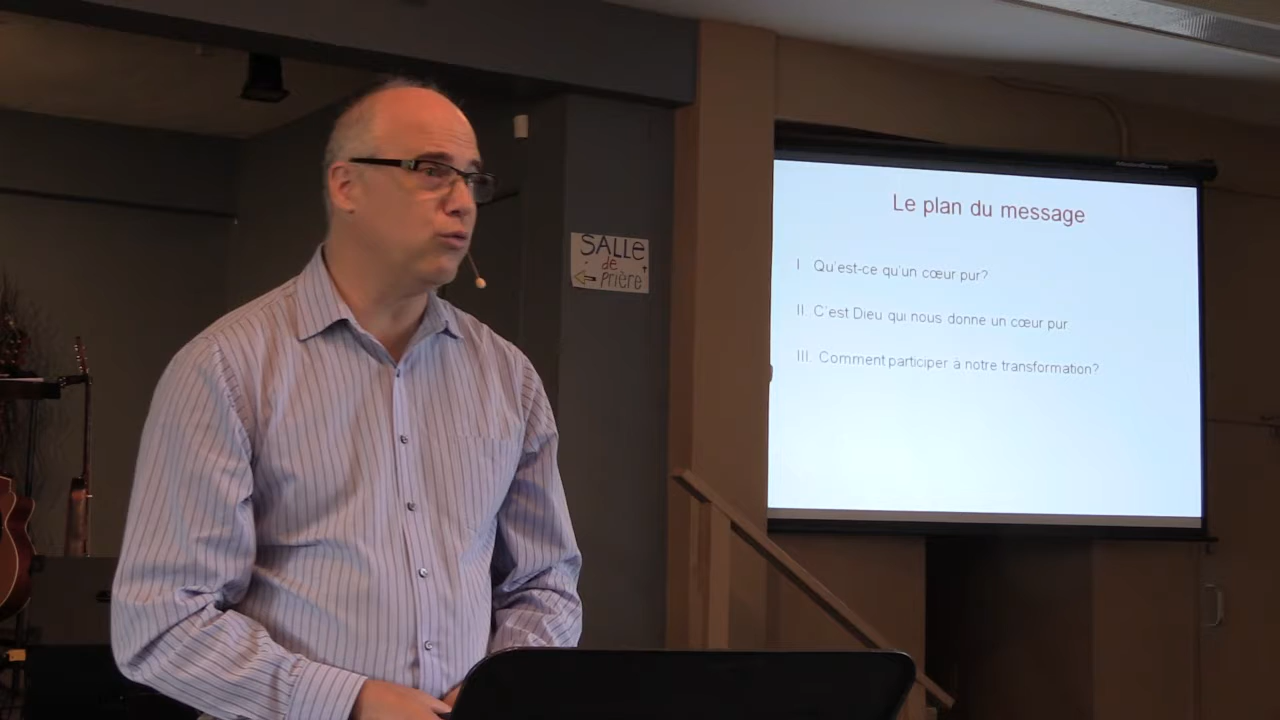 SALLE
de
Prière
Le plan du message
I Qu'est-ce qu'un cœur pur?
II. C'est Dieu qui nous donne un cœur pur
III. Comment participer à notre transformation?